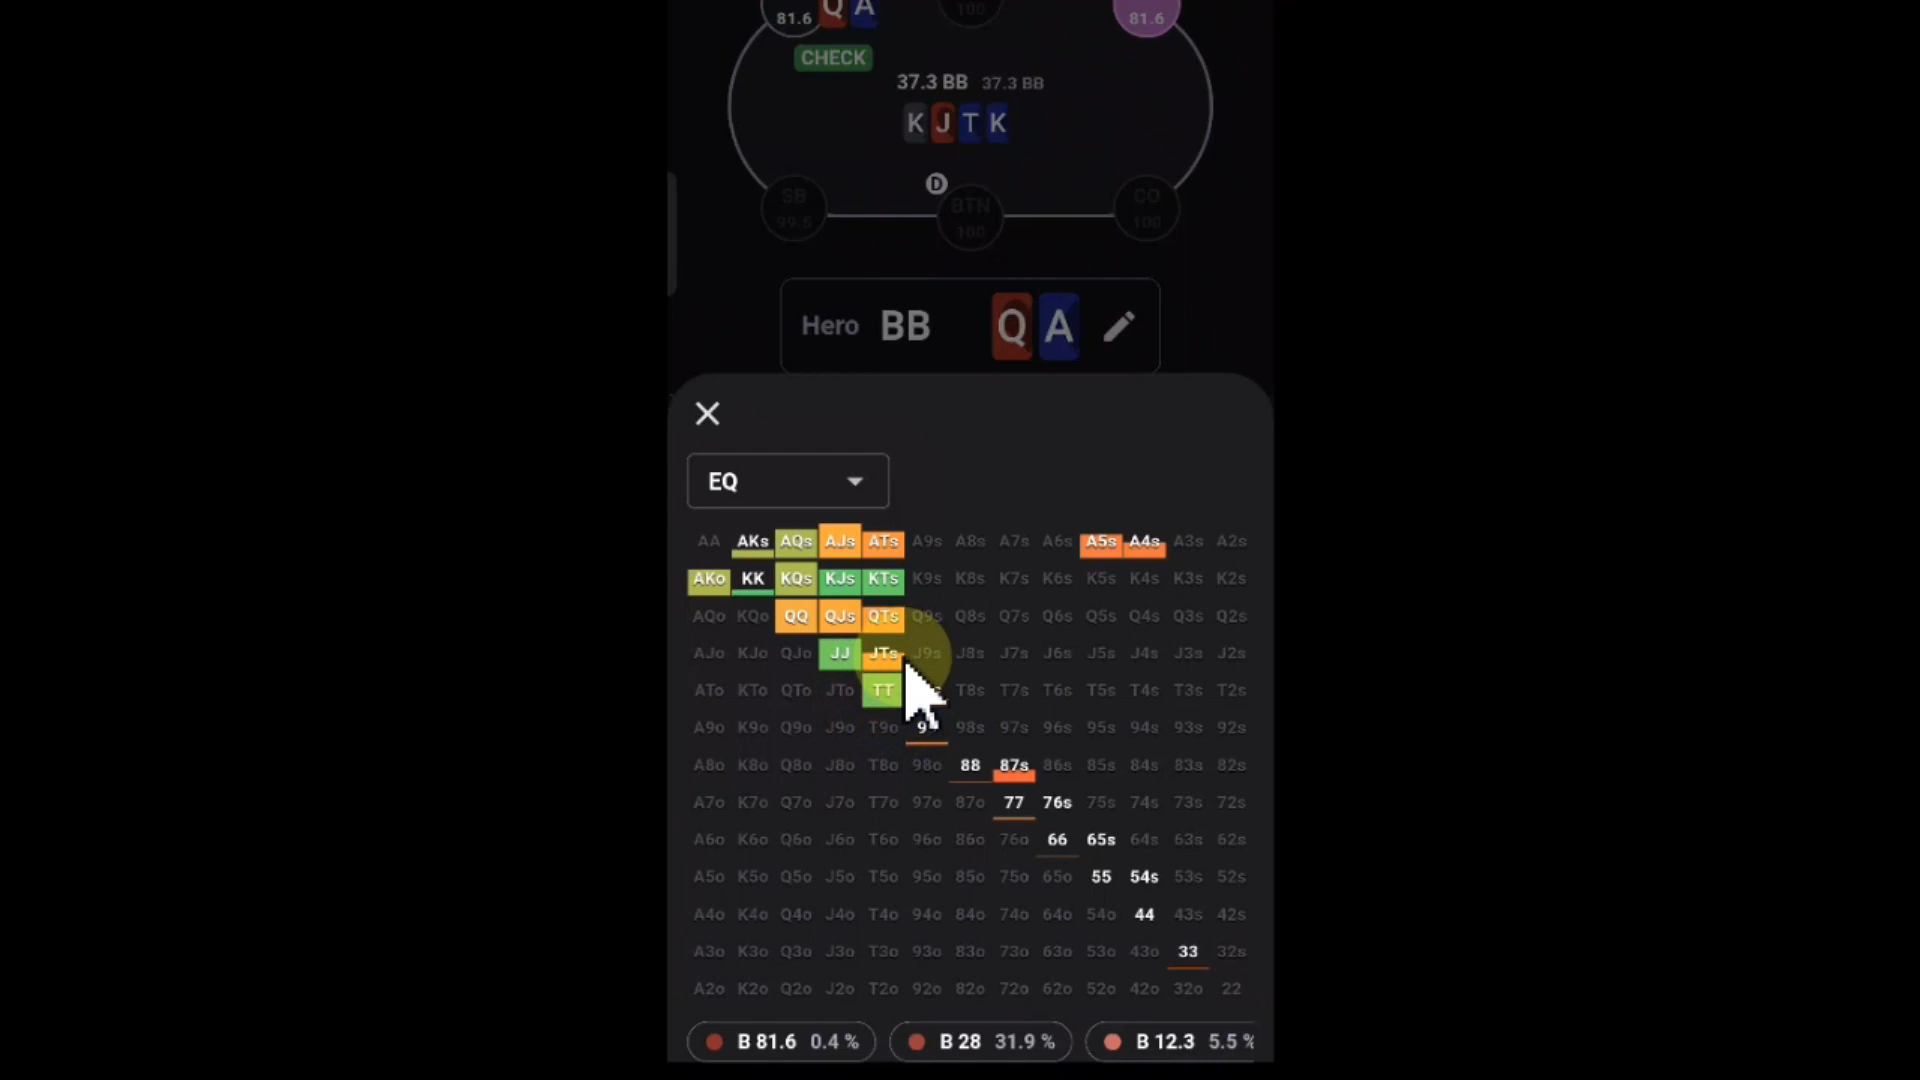 81.6 Q A 100 81.6
CHECK
37.3 BB 37.3 BB
K J T K
D
SB 99.5 BTN 100 CO 100
Hero BB Q A
EQ
AA AKs AQs AJs ATs A9s A8s A7s A6s A5s A4s A3s A2s
AKo KK KQs KJs KTs K9s K8s K7s K6s K5s K4s K3s K2s
AQo KQo QQ QJs QTs Q9s Q8s Q7s Q6s Q5s Q4s Q3s Q2s
AJo KJo QJo JJ JTs J9s J8s J7s J6s J5s J4s J3s J2s
ATo KTo QTo JTo TT T8s T7s T6s T5s T4s T3s T2s
A9o K9o Q9o J9o T9o 98s 97s 96s 95s 94s 93s 92s
A8o K8o Q8o J8o T8o 98o 88 87s 86s 85s 84s 83s 82s
A7o K7o Q7o J7o T7o 97o 87o 77 76s 75s 74s 73s 72s
A6o K6o Q6o J6o T6o 96o 86o 76o 66 65s 64s 63s 62s
A5o K5o Q5o J5o T5o 95o 85o 75o 65o 55 54s 53s 52s
A4o K4o Q4o J4o T4o 94o 84o 74o 64o 54o 44 43s 42s
A3o K3o Q3o J3o T3o 93o 83o 73o 63o 53o 43o 33 32s
A2o K2o Q2o J2o T2o 92o 82o 72o 62o 52o 42o 32o 22
B 81.6 0.4 % B 28 31.9 % B 12.3 5.5 %